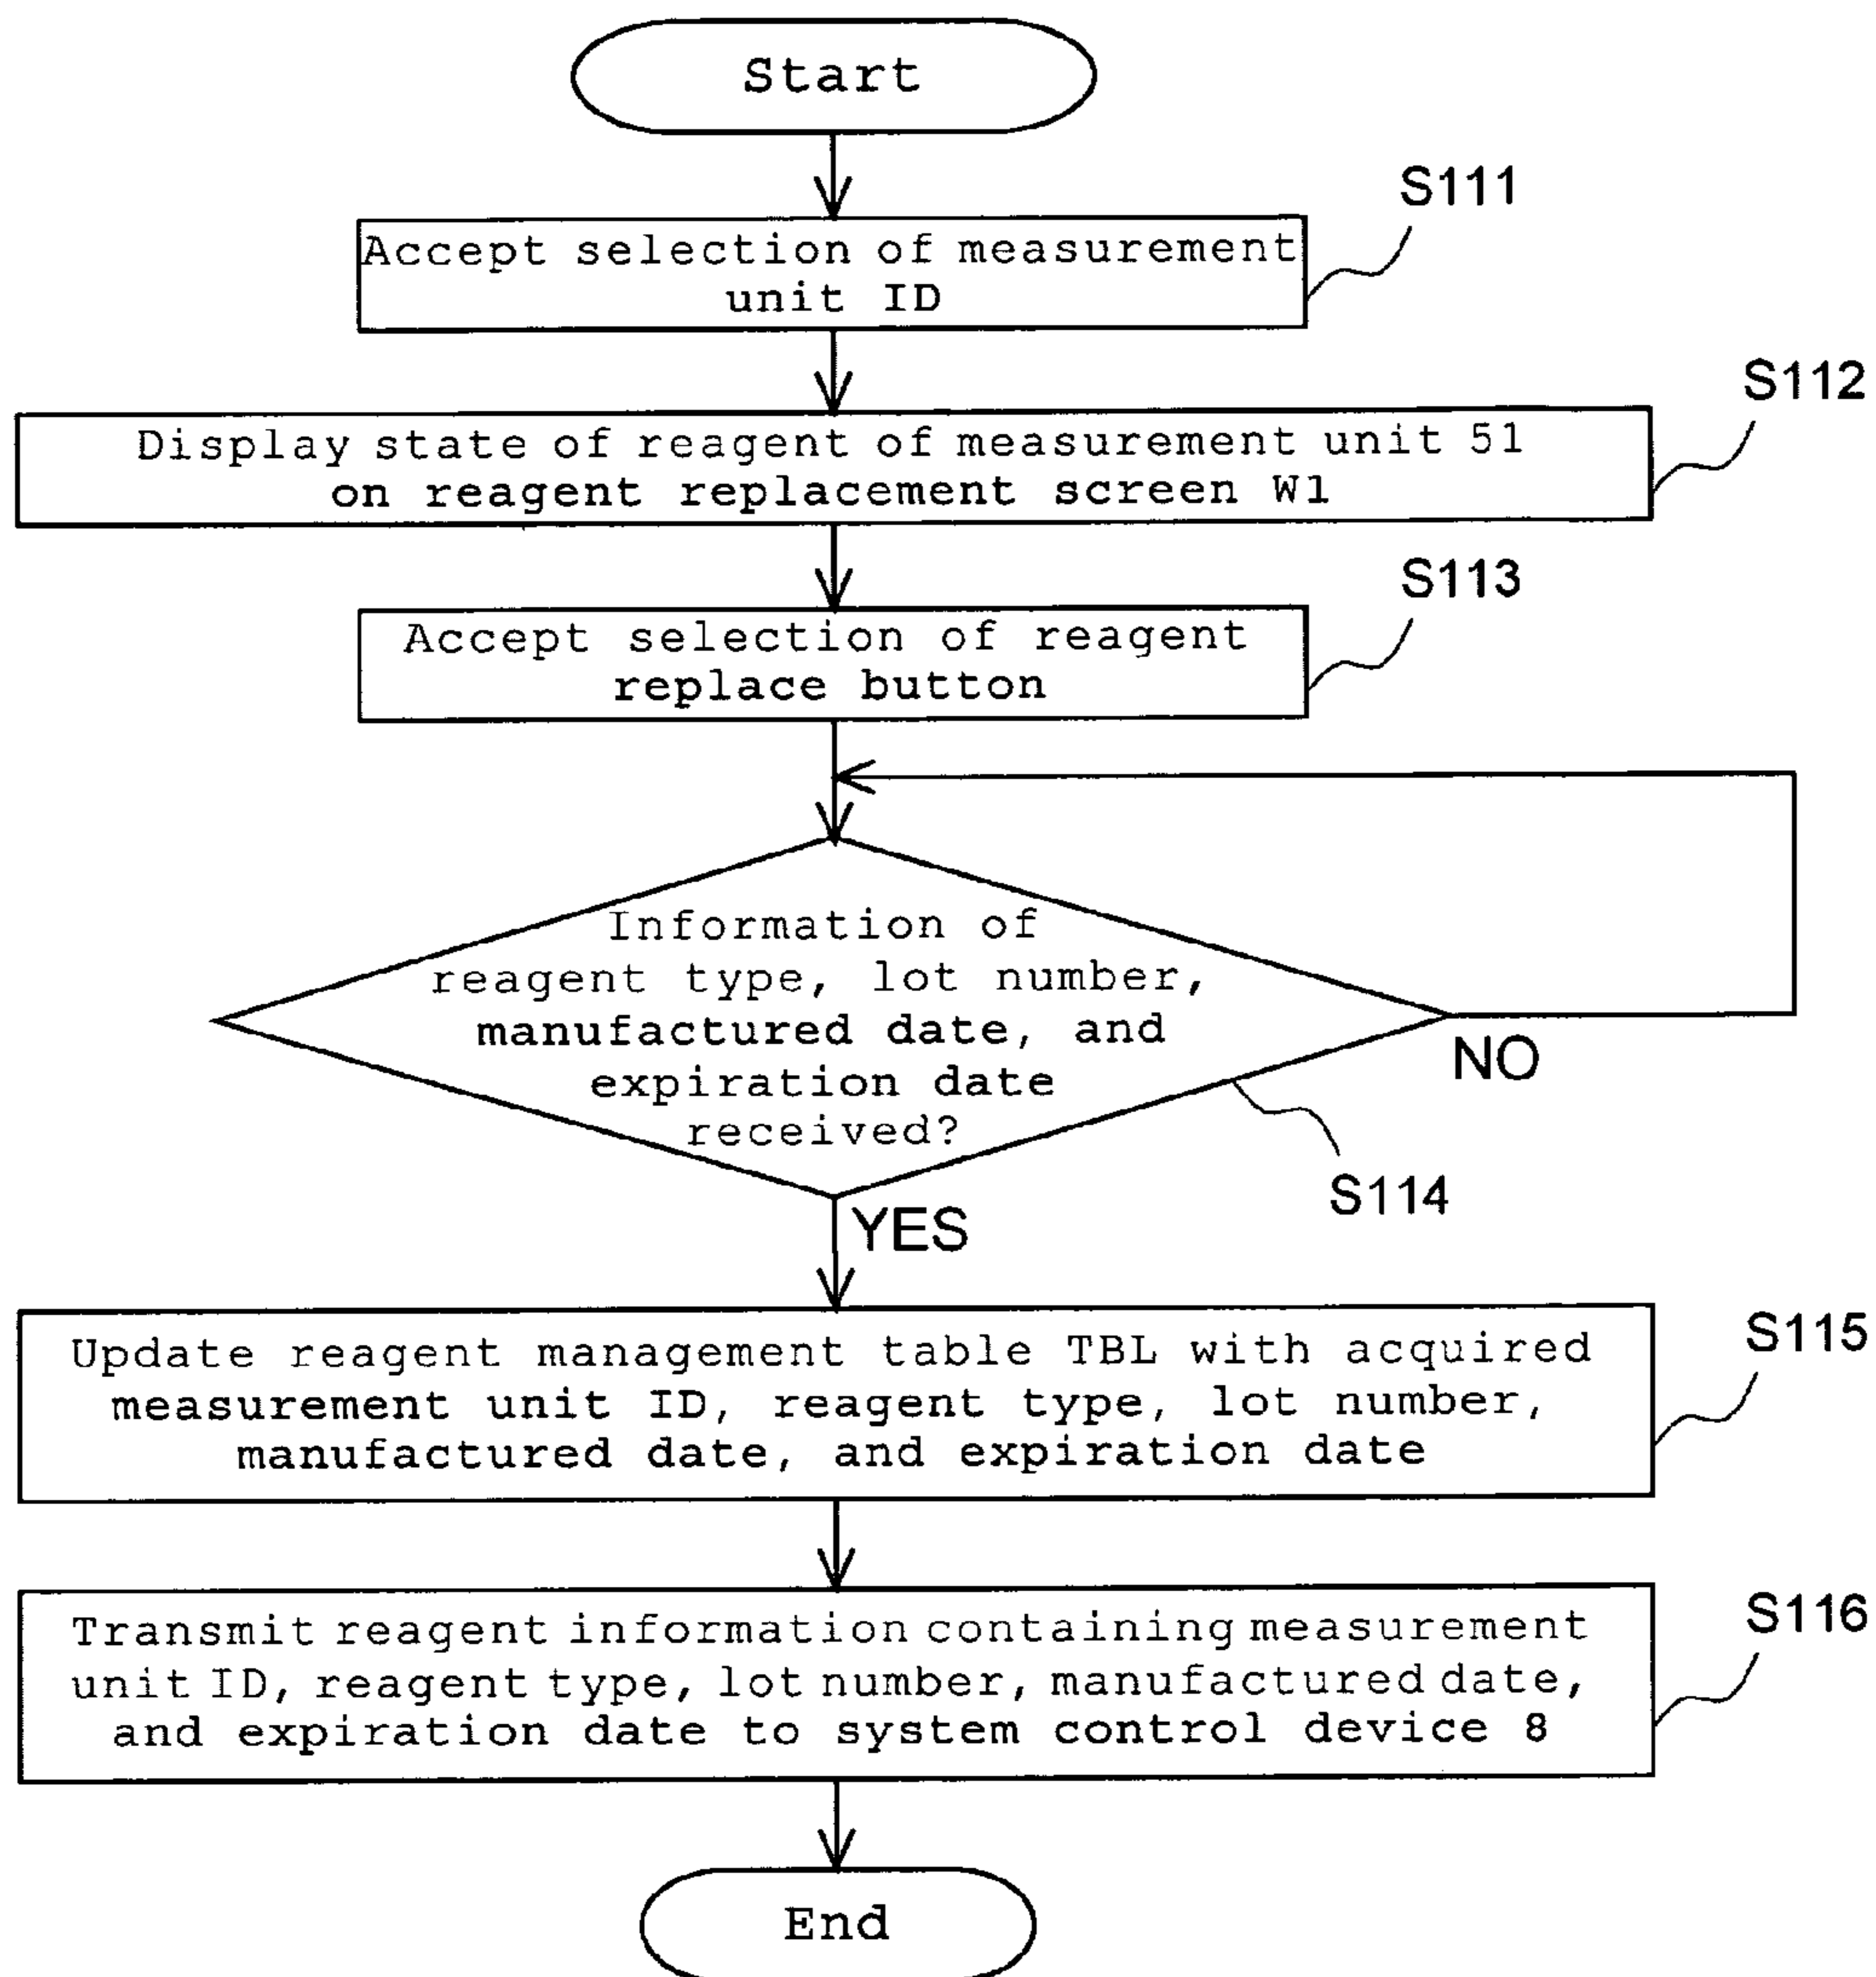 Start
S111
Accept selection of measurement
unit ID
S112
Display state of reagent of measurement unit 51
on reagent replacement screen W1
S113
Accept selection of reagent
replace button
Information of
reagent type, lot number,
manufactured date, and
expiration date
received?
NO
S114
YES
S115
Update reagent management table TBL with acquired
measurement unit ID, reagent type, lot number,
manufactured date, and expiration date
S116
Transmit reagent information containing measurement
unit ID, reagent type, lot number, manufactured date,
and expiration date to system control device 8
End